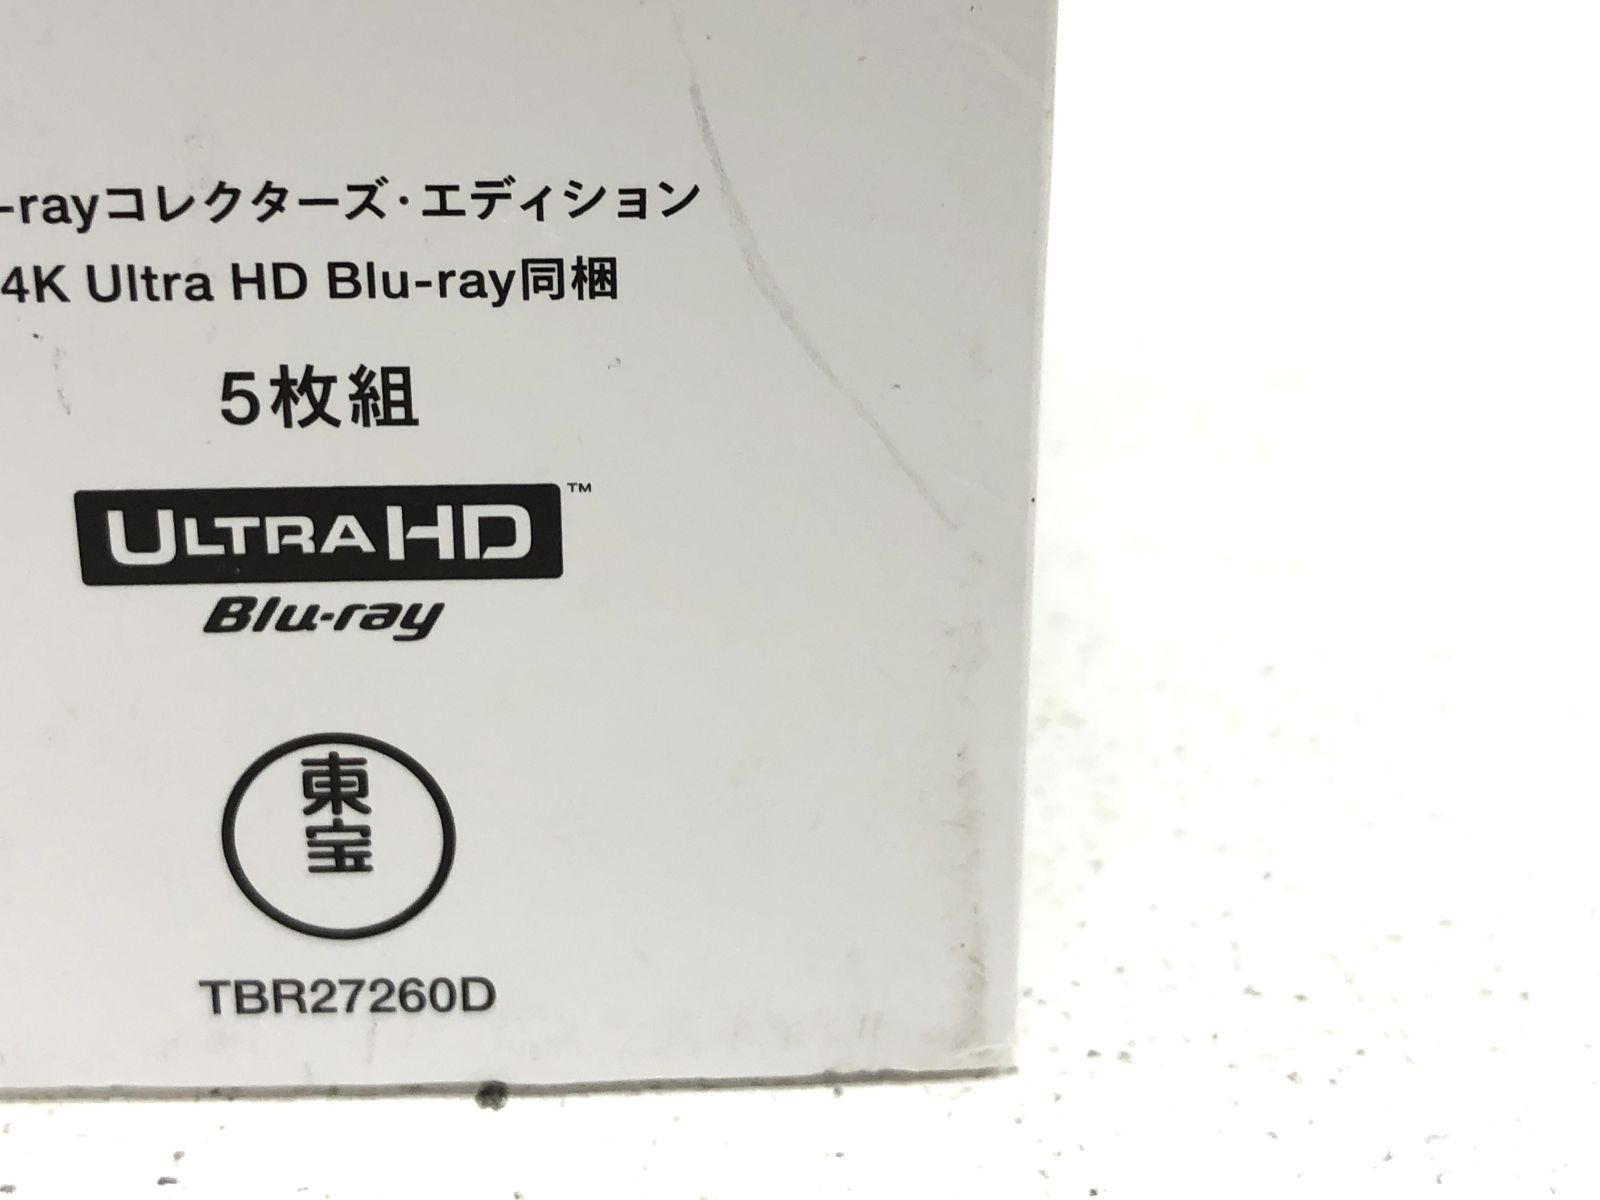 -rayコレクターズ・エディション
4K Ultra HD Blu-ray同梱
5枚組
ULTRA HD™
Blu-ray
東宝
TBR27260D